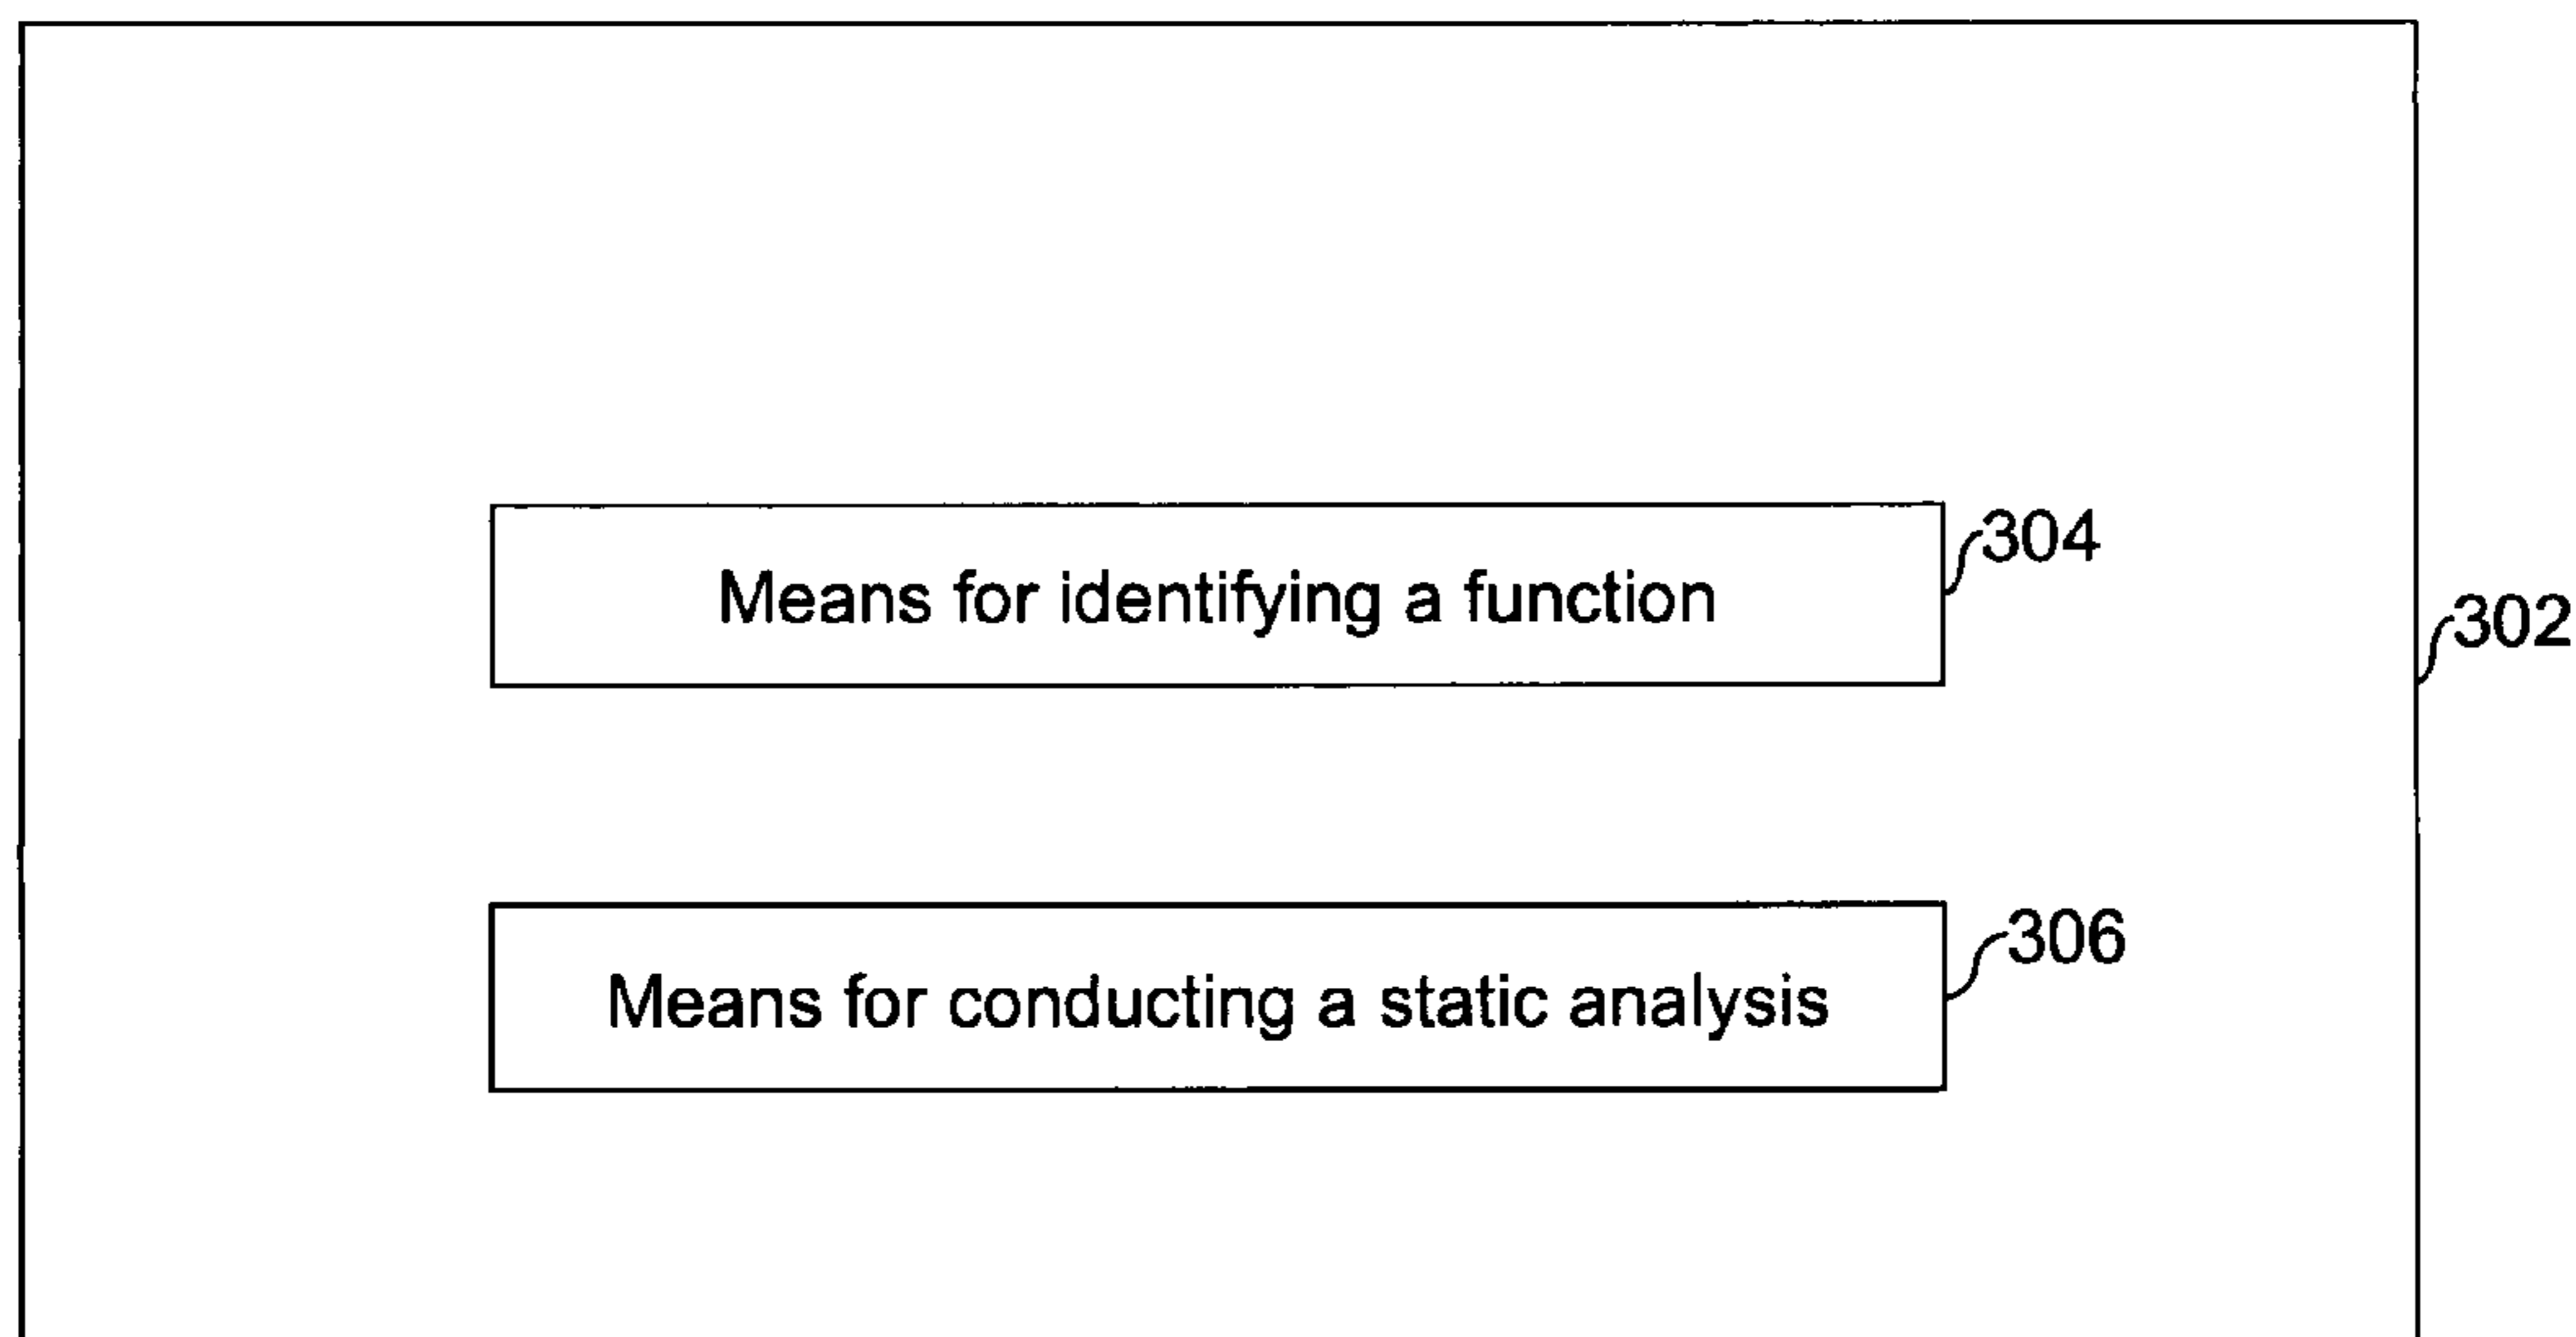 304
Means for identifying a function
302
306
Means for conducting a static analysis